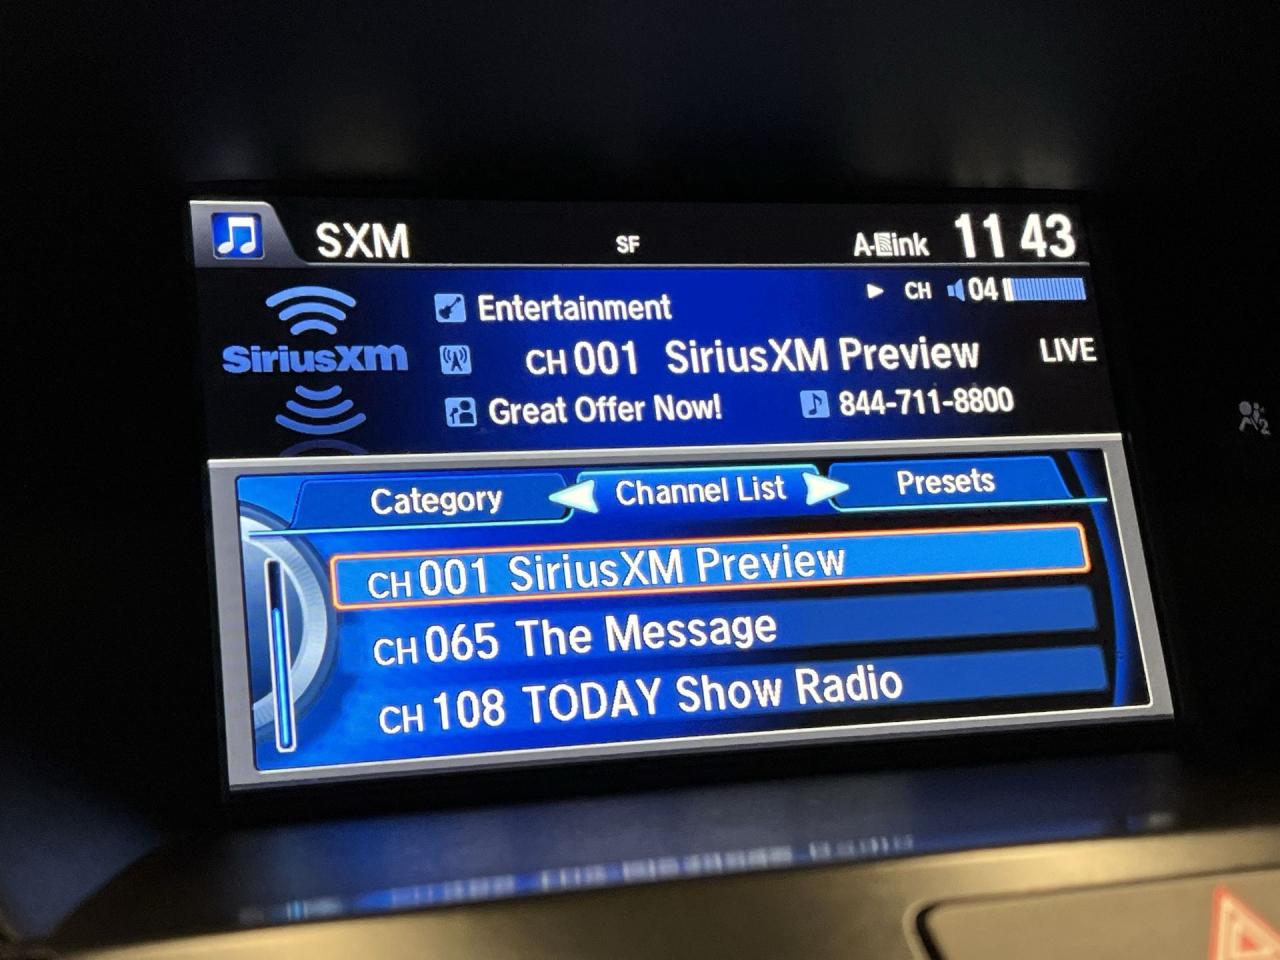 SXM SF A-Link 11 43
CH 04
Entertainment
SiriusXM
CH 001 SiriusXM Preview LIVE
Great Offer Now! 844-711-8800
Category Channel List Presets
CH 001 SiriusXM Preview
CH 065 The Message
CH 108 TODAY Show Radio
2